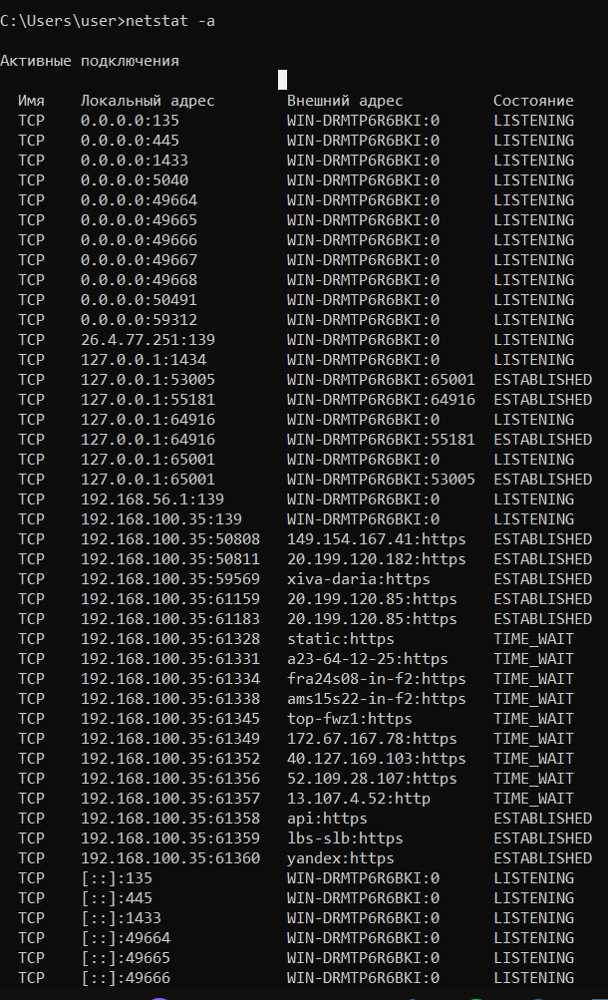 C:\Users\user>netstat -a
Активные подключения
Имя Локальный адрес Внешний адрес Состояние
TCP 0.0.0.0:135 WIN-DRMTP6R6BKI:0 LISTENING
TCP 0.0.0.0:445 WIN-DRMTP6R6BKI:0 LISTENING
TCP 0.0.0.0:1433 WIN-DRMTP6R6BKI:0 LISTENING
TCP 0.0.0.0:5040 WIN-DRMTP6R6BKI:0 LISTENING
TCP 0.0.0.0:49664 WIN-DRMTP6R6BKI:0 LISTENING
TCP 0.0.0.0:49665 WIN-DRMTP6R6BKI:0 LISTENING
TCP 0.0.0.0:49666 WIN-DRMTP6R6BKI:0 LISTENING
TCP 0.0.0.0:49667 WIN-DRMTP6R6BKI:0 LISTENING
TCP 0.0.0.0:49668 WIN-DRMTP6R6BKI:0 LISTENING
TCP 0.0.0.0:50491 WIN-DRMTP6R6BKI:0 LISTENING
TCP 0.0.0.0:59312 WIN-DRMTP6R6BKI:0 LISTENING
TCP 26.4.77.251:139 WIN-DRMTP6R6BKI:0 LISTENING
TCP 127.0.0.1:1434 WIN-DRMTP6R6BKI:0 LISTENING
TCP 127.0.0.1:53005 WIN-DRMTP6R6BKI:65001 ESTABLISHED
TCP 127.0.0.1:55181 WIN-DRMTP6R6BKI:64916 ESTABLISHED
TCP 127.0.0.1:64916 WIN-DRMTP6R6BKI:0 LISTENING
TCP 127.0.0.1:64916 WIN-DRMTP6R6BKI:55181 ESTABLISHED
TCP 127.0.0.1:65001 WIN-DRMTP6R6BKI:0 LISTENING
TCP 127.0.0.1:65001 WIN-DRMTP6R6BKI:53005 ESTABLISHED
TCP 192.168.56.1:139 WIN-DRMTP6R6BKI:0 LISTENING
TCP 192.168.100.35:139 WIN-DRMTP6R6BKI:0 LISTENING
TCP 192.168.100.35:50808 149.154.167.41:https ESTABLISHED
TCP 192.168.100.35:50811 20.199.120.182:https ESTABLISHED
TCP 192.168.100.35:59569 xiva-daria:https ESTABLISHED
TCP 192.168.100.35:61159 20.199.120.85:https ESTABLISHED
TCP 192.168.100.35:61183 20.199.120.85:https ESTABLISHED
TCP 192.168.100.35:61328 static:https TIME_WAIT
TCP 192.168.100.35:61331 a23-64-12-25:https TIME_WAIT
TCP 192.168.100.35:61334 fra24s08-in-f2:https TIME_WAIT
TCP 192.168.100.35:61338 ams15s22-in-f2:https TIME_WAIT
TCP 192.168.100.35:61345 top-fwz1:https TIME_WAIT
TCP 192.168.100.35:61349 172.67.167.78:https TIME_WAIT
TCP 192.168.100.35:61352 40.127.169.103:https TIME_WAIT
TCP 192.168.100.35:61356 52.109.28.107:https TIME_WAIT
TCP 192.168.100.35:61357 13.107.4.52:http TIME_WAIT
TCP 192.168.100.35:61358 api:https ESTABLISHED
TCP 192.168.100.35:61359 lbs-slb:https ESTABLISHED
TCP 192.168.100.35:61360 yandex:https ESTABLISHED
TCP [::]:135 WIN-DRMTP6R6BKI:0 LISTENING
TCP [::]:445 WIN-DRMTP6R6BKI:0 LISTENING
TCP [::]:1433 WIN-DRMTP6R6BKI:0 LISTENING
TCP [::]:49664 WIN-DRMTP6R6BKI:0 LISTENING
TCP [::]:49665 WIN-DRMTP6R6BKI:0 LISTENING
TCP [::]:49666 WIN-DRMTP6R6BKI:0 LISTENING